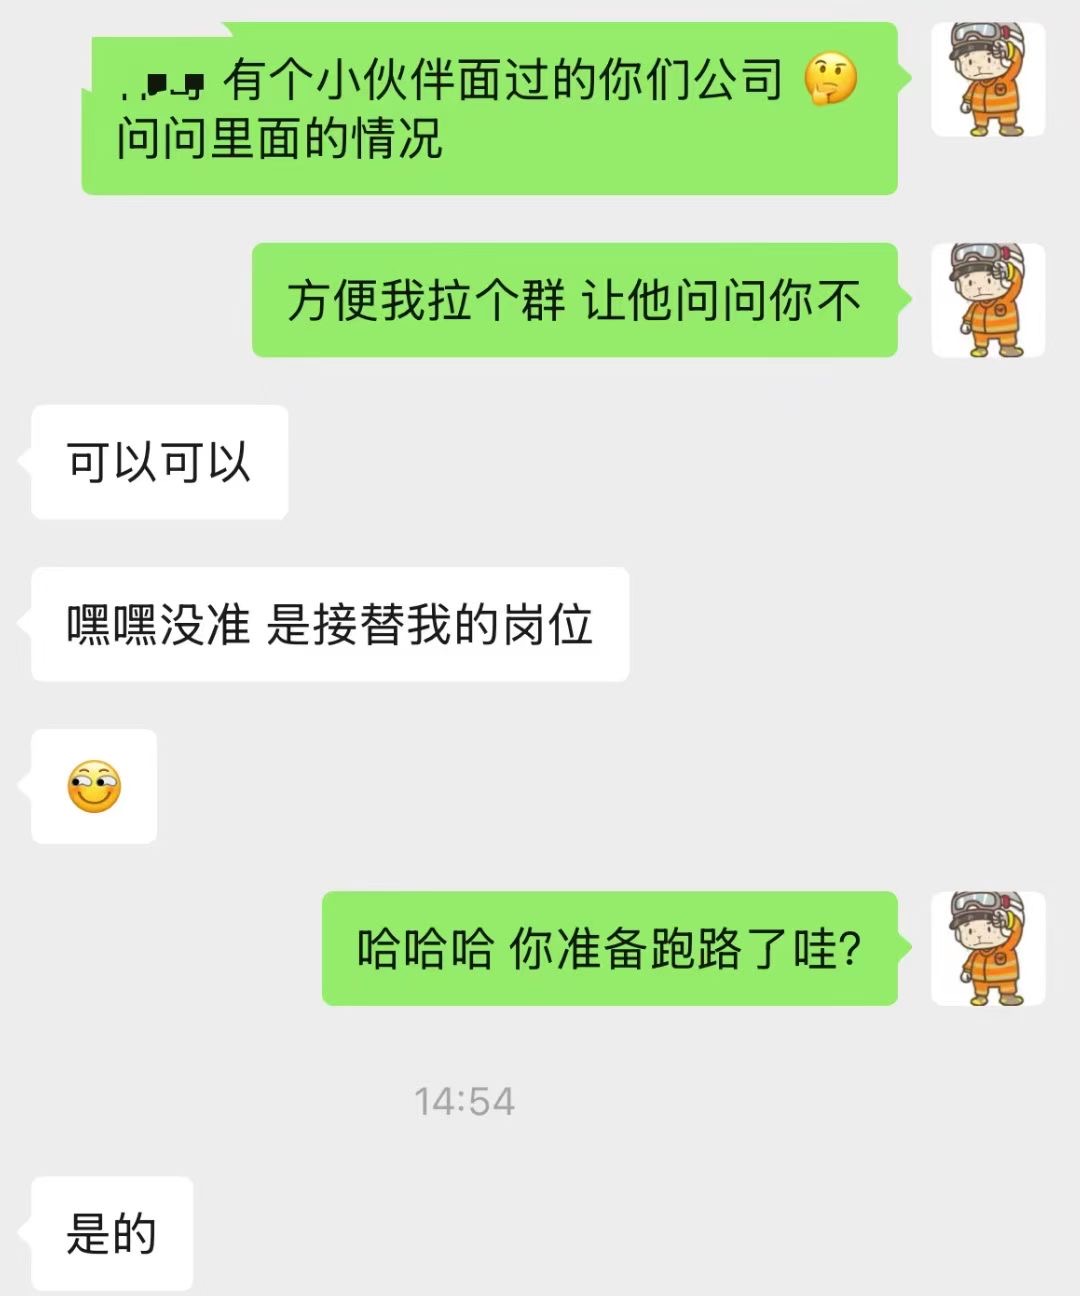 有个小伙伴面过的你们公司🤔
问问里面的情况
方便我拉个群 让他问问你不
可以可以
嘿嘿没准 是接替我的岗位
哈哈哈 你准备跑路了哇?
14:54
是的